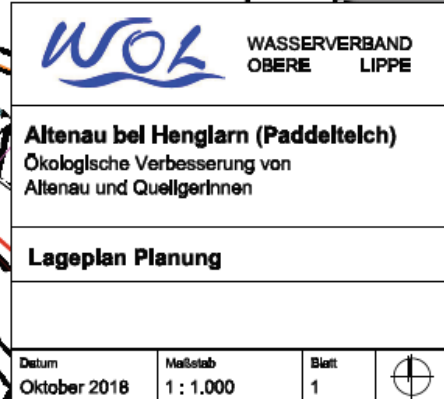 WOL
WASSERVERBAND
OBERE LIPPE
Altenau bei Henglarn (Paddelteich)
Ökologische Verbesserung von
Altenau und Quellgerinnen
Lageplan Planung
Datum
Oktober 2018
Maßstab
1 : 1.000
Blatt
1